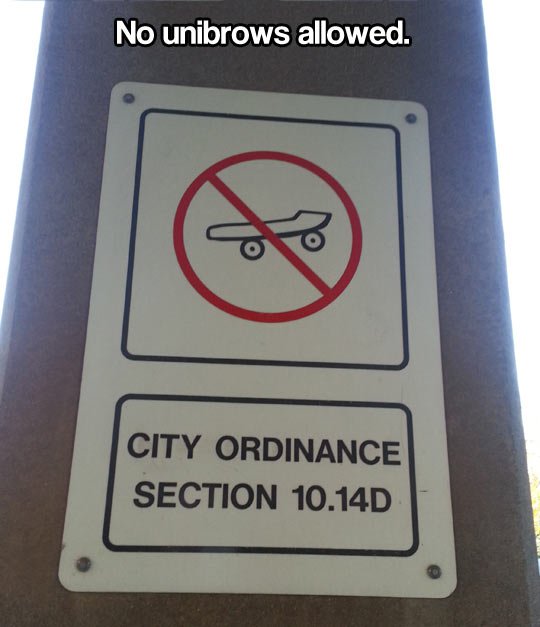 No unibrows allowed.
CITY ORDINANCE
SECTION 10.14D